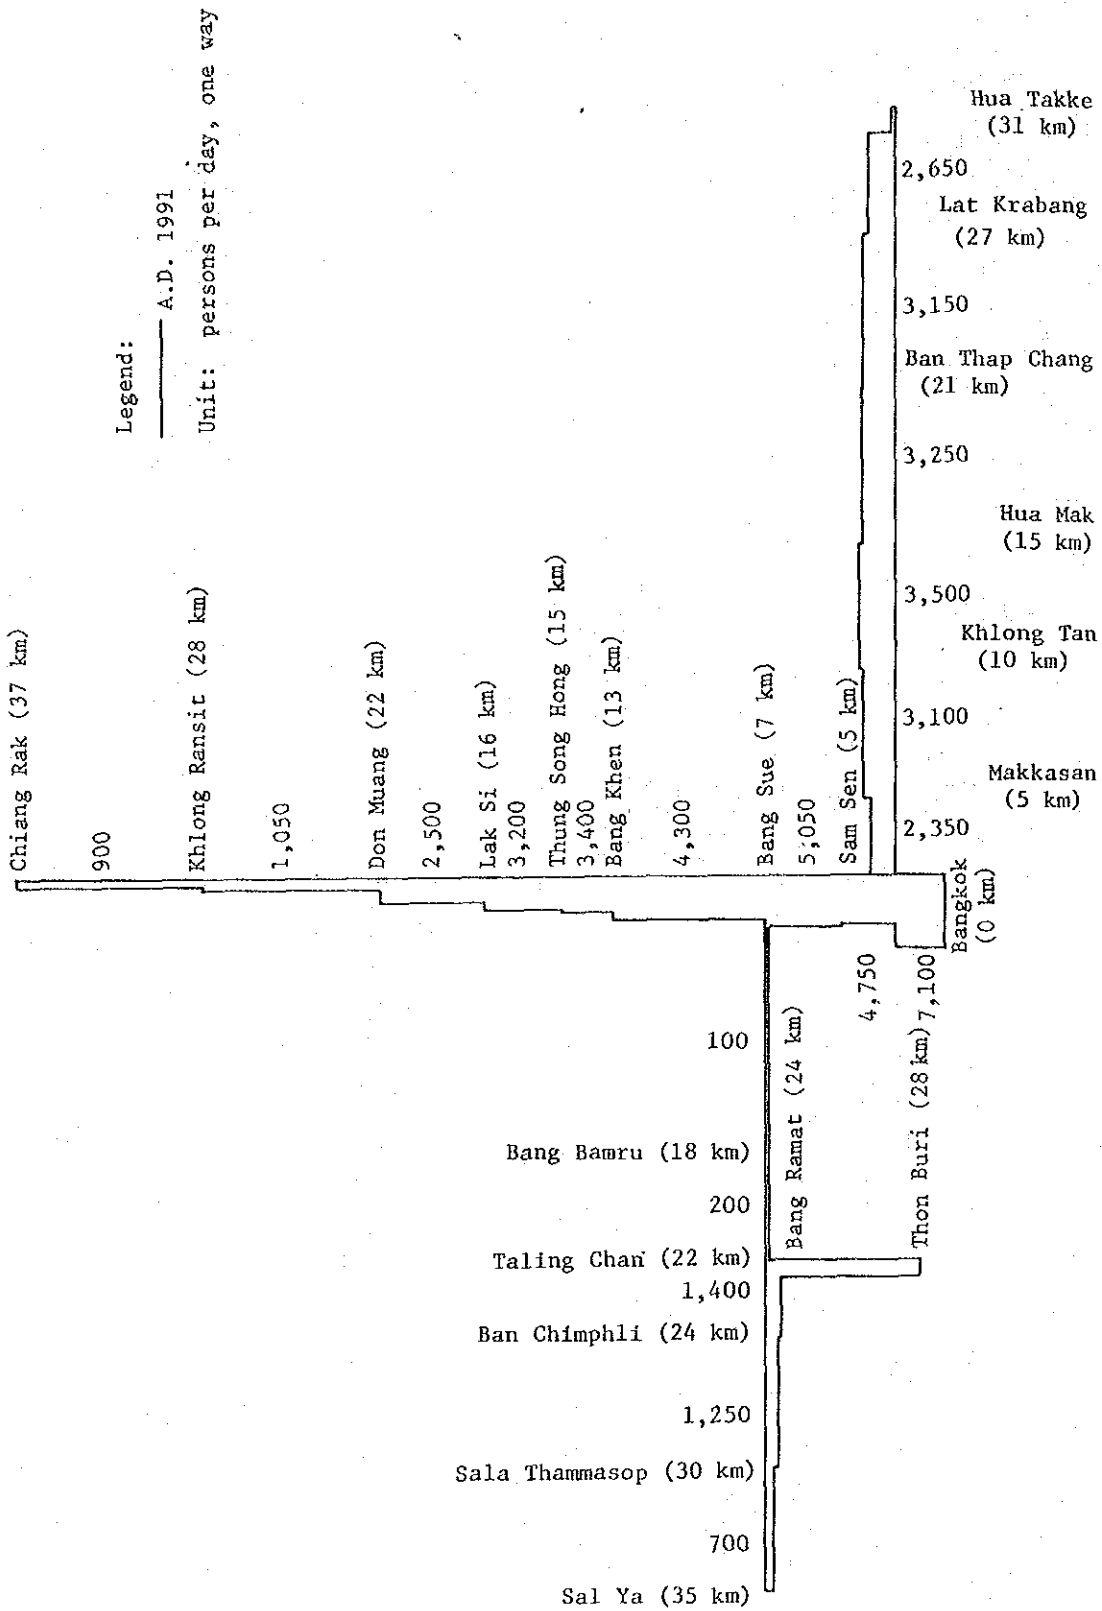 Legend:
A.D. 1991
Unit: persons per day, one way
Chiang Rak (37 km)
900
Khlong Ransit (28 km)
1,050
Don Muang (22 km)
2,500
Lak Si (16 km)
3,200
Thung Song Hong (15 km)
3,400
Bang Khen (13 km)
4,300
Bang Sue (7 km)
5,050
Sam Sen (5 km)
4,750
7,100
Bangkok
(0 km)
Hua Takke
(31 km)
2,650
Lat Krabang
(27 km)
3,150
Ban Thap Chang
(21 km)
3,250
Hua Mak
(15 km)
3,500
Khlong Tan
(10 km)
3,100
Makkasan
(5 km)
2,350
100
Bang Bamru (18 km)
200
Taling Chan (22 km)
1,400
Bang Ramat (24 km)
Thon Buri (28 km)
Ban Chimphli (24 km)
1,250
Sala Thammasop (30 km)
700
Sal Ya (35 km)